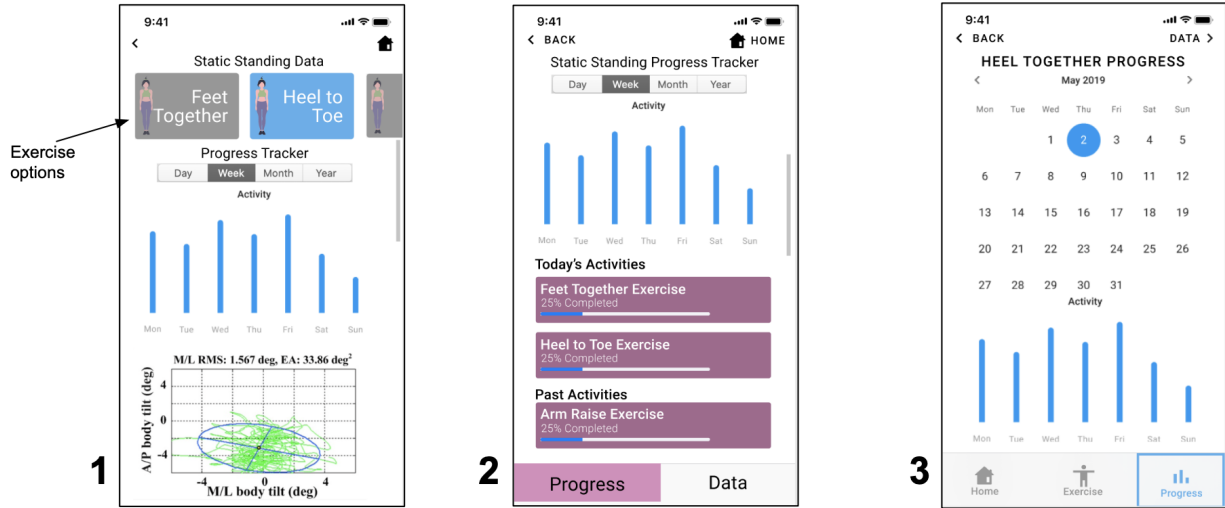 9:41
Static Standing Data
Feet Together
Heel to Toe
Exercise options
Progress Tracker
Day Week Month Year
Activity
Mon Tue Wed Thu Fri Sat Sun
M/L RMS: 1.567 deg, EA: 33.86 deg²
A/P body tilt (deg)
4
0
-4
-4 0 4
M/L body tilt (deg)
1
9:41
< BACK HOME
Static Standing Progress Tracker
Day Week Month Year
Activity
Mon Tue Wed Thu Fri Sat Sun
Today's Activities
Feet Together Exercise
25% Completed
Heel to Toe Exercise
25% Completed
Past Activities
Arm Raise Exercise
25% Completed
Progress Data
2
9:41
< BACK DATA >
HEEL TOGETHER PROGRESS
< May 2019 >
Mon Tue Wed Thu Fri Sat Sun
1 2 3 4 5
6 7 8 9 10 11 12
13 14 15 16 17 18 19
20 21 22 23 24 25 26
27 28 29 30 31
Activity
Mon Tue Wed Thu Fri Sat Sun
Home Exercise Progress
3